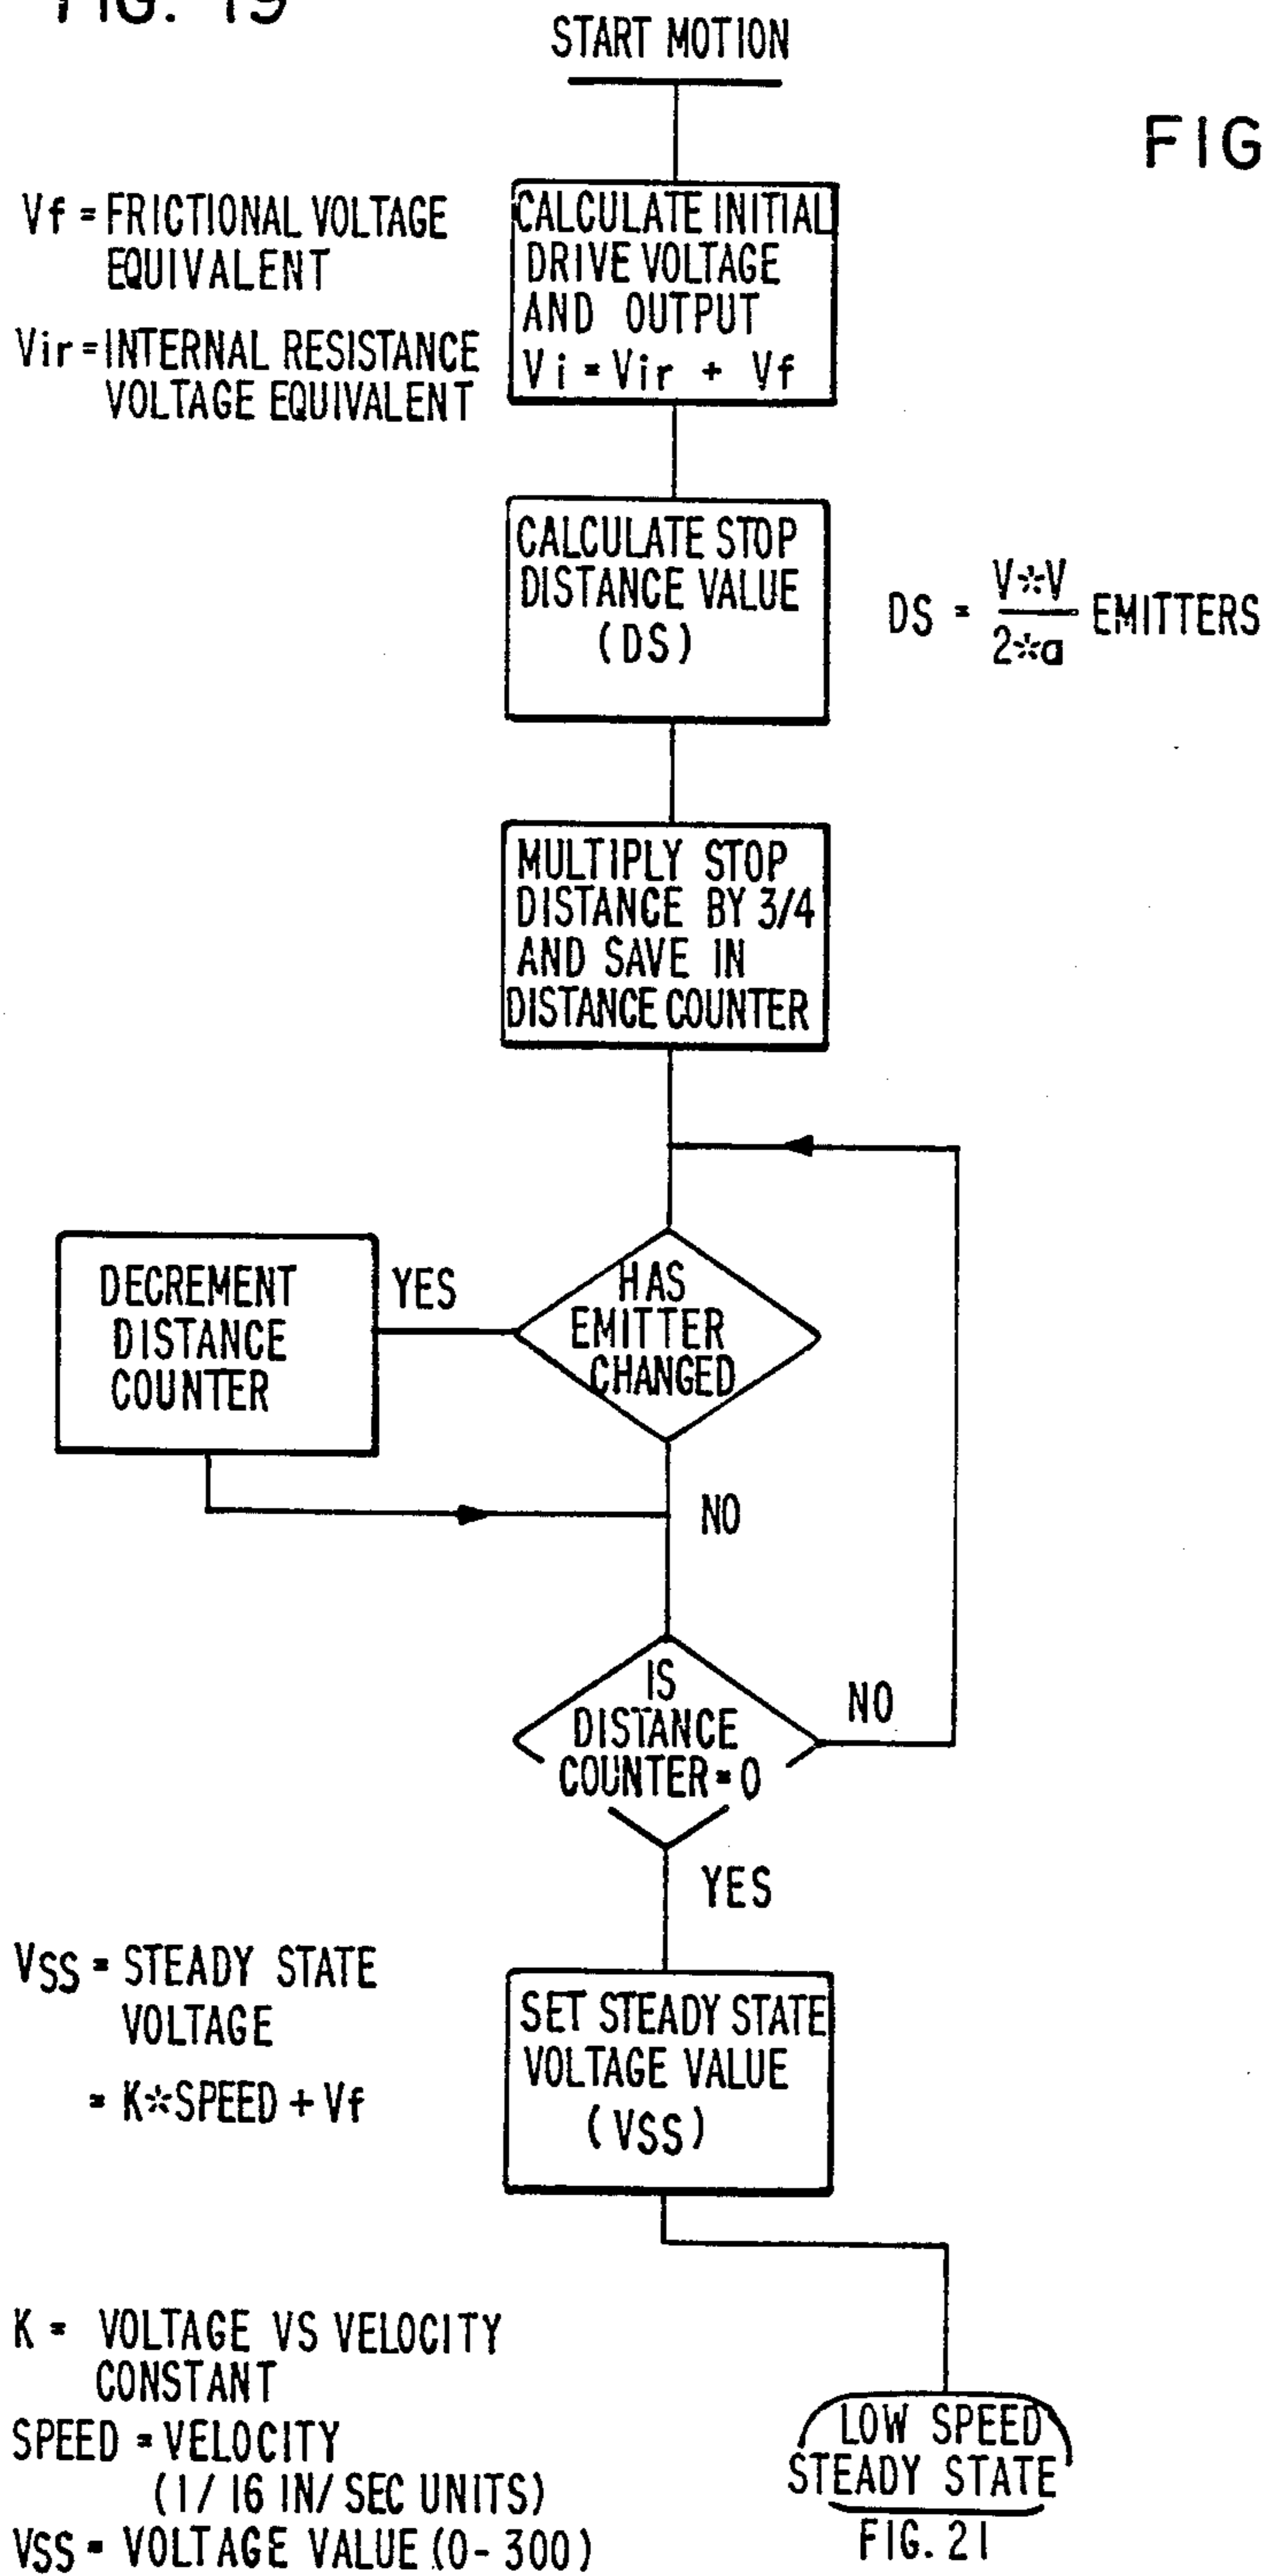 FIG. 19
START MOTION
FIG
Vf = FRICTIONAL VOLTAGE
EQUIVALENT
Vir = INTERNAL RESISTANCE
VOLTAGE EQUIVALENT
CALCULATE INITIAL
DRIVE VOLTAGE
AND OUTPUT
Vi = Vir + Vf
CALCULATE STOP
DISTANCE VALUE
(DS)
DS = V*V
2*a
EMITTERS
MULTIPLY STOP
DISTANCE BY 3/4
AND SAVE IN
DISTANCE COUNTER
HAS
EMITTER
CHANGED
YES
DECREMENT
DISTANCE
COUNTER
NO
IS
DISTANCE
COUNTER = 0
NO
YES
VSS = STEADY STATE
VOLTAGE
= K*SPEED + Vf
SET STEADY STATE
VOLTAGE VALUE
(VSS)
K = VOLTAGE VS VELOCITY
CONSTANT
SPEED = VELOCITY
(1/16 IN/SEC UNITS)
VSS = VOLTAGE VALUE (0-300)
LOW SPEED
STEADY STATE
FIG. 21